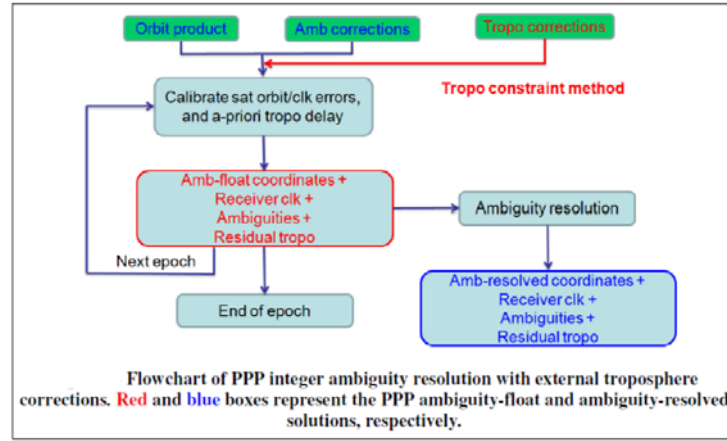 Orbit product
Amb corrections
Tropo corrections
Tropo constraint method
Calibrate sat orbit/clk errors,
and a-priori tropo delay
Amb-float coordinates +
Receiver clk +
Ambiguities +
Residual tropo
Ambiguity resolution
Next epoch
End of epoch
Amb-resolved coordinates +
Receiver clk +
Ambiguities +
Residual tropo
Flowchart of PPP integer ambiguity resolution with external troposphere
corrections. Red and blue boxes represent the PPP ambiguity-float and ambiguity-resolved
solutions, respectively.